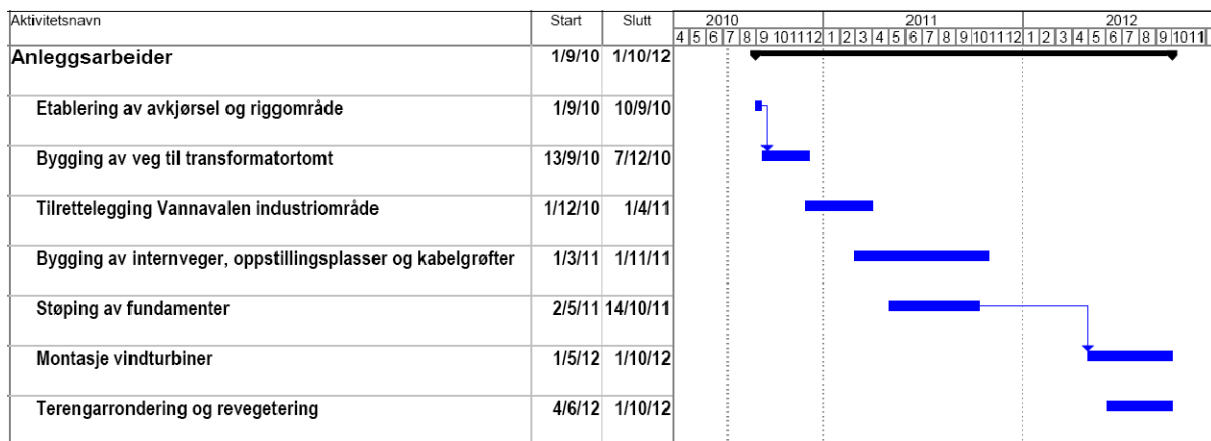 Aktivitetsnavn Start Slutt 2010 2011 2012
4 5 6 7 8 9 10 11 12 1 2 3 4 5 6 7 8 9 10 11 12 1 2 3 4 5 6 7 8 9 10 11
Anleggsarbeider 1/9/10 1/10/12
Etablering av avkjørsel og riggområde 1/9/10 10/9/10
Bygging av veg til transformatortomt 13/9/10 7/12/10
Tilrettelegging Vannavalen industriområde 1/12/10 1/4/11
Bygging av internveger, oppstillingsplasser og kabelgrøfter 1/3/11 1/11/11
Støping av fundamenter 2/5/11 14/10/11
Montasje vindturbiner 1/5/12 1/10/12
Terengarrondering og revegetering 4/6/12 1/10/12